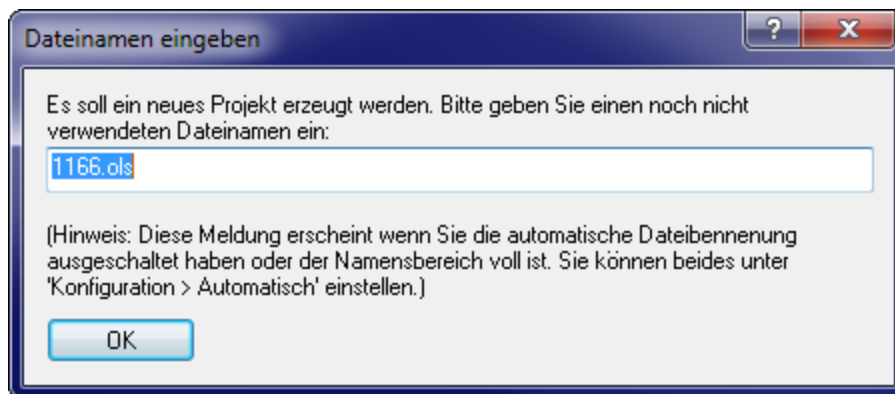 Dateinamen eingeben
Es soll ein neues Projekt erzeugt werden. Bitte geben Sie einen noch nicht
verwendeten Dateinamen ein:
1166.ols
(Hinweis: Diese Meldung erscheint wenn Sie die automatische Dateibennenung
ausgeschaltet haben oder der Namensbereich voll ist. Sie können beides unter
'Konfiguration > Automatisch' einstellen.)
OK